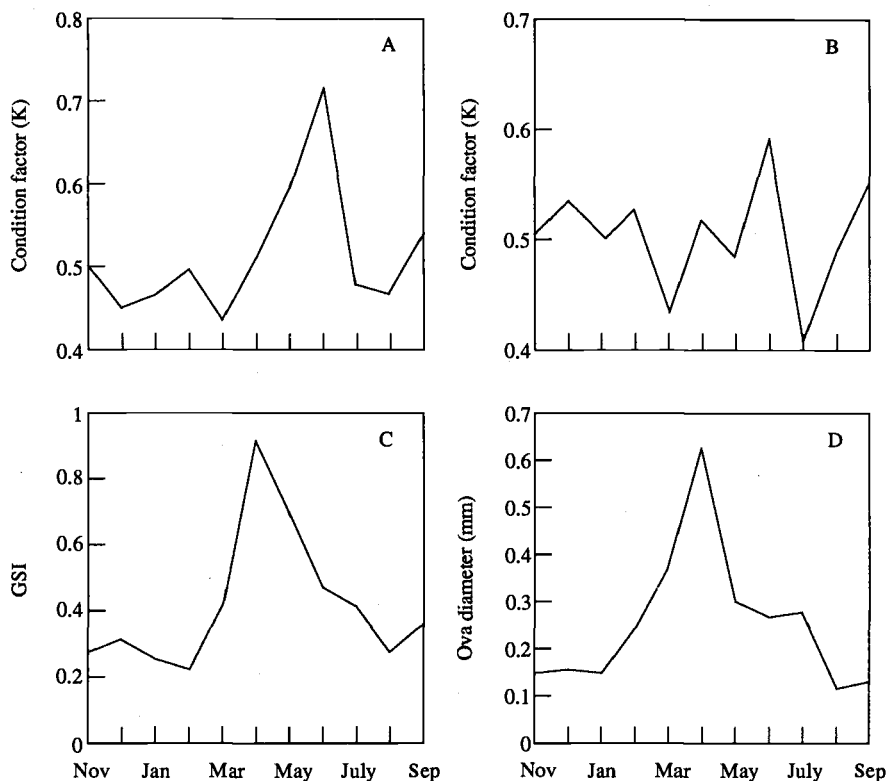 A
Condition factor (K)
0.8
0.7
0.6
0.5
0.4
B
Condition factor (K)
0.7
0.6
0.5
0.4
C
GSI
1
0.8
0.6
0.4
0.2
0
Nov Jan Mar May July Sep
D
Ova diameter (mm)
0.7
0.6
0.5
0.4
0.3
0.2
0.1
0
Nov Jan Mar May July Sep